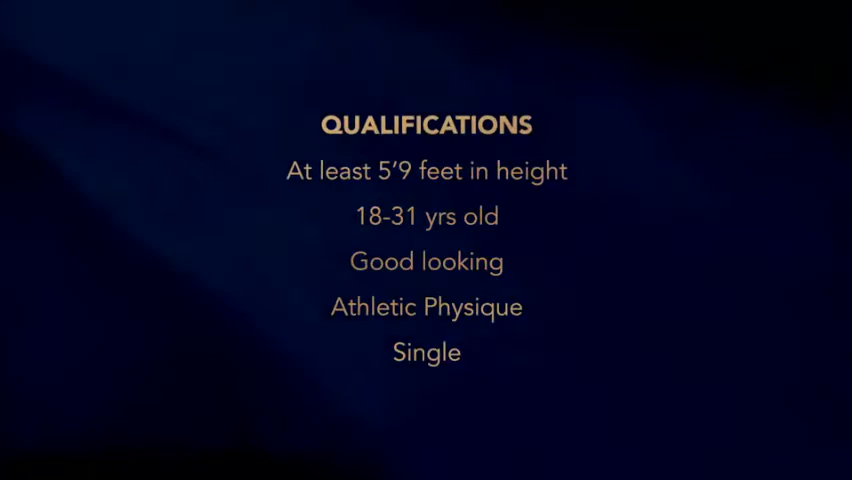 QUALIFICATIONS
At least 5'9 feet in height
18-31 yrs old
Good looking
Athletic Physique
Single